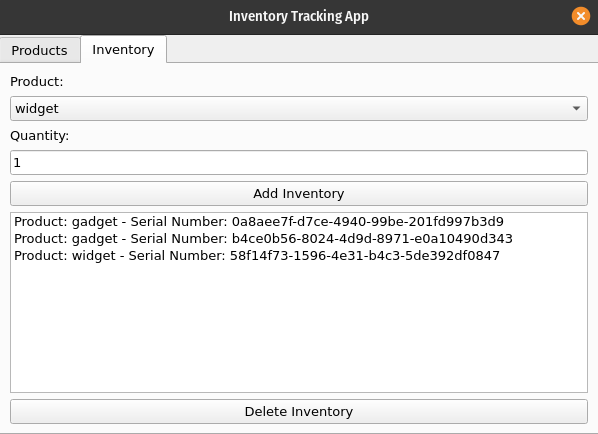 Inventory Tracking App
Products Inventory
Product:
widget
Quantity:
1
Add Inventory
Product: gadget - Serial Number: 0a8aee7f-d7ce-4940-99be-201fd997b3d9
Product: gadget - Serial Number: b4ce0b56-8024-4d9d-8971-e0a10490d343
Product: widget - Serial Number: 58f14f73-1596-4e31-b4c3-5de392df0847
Delete Inventory